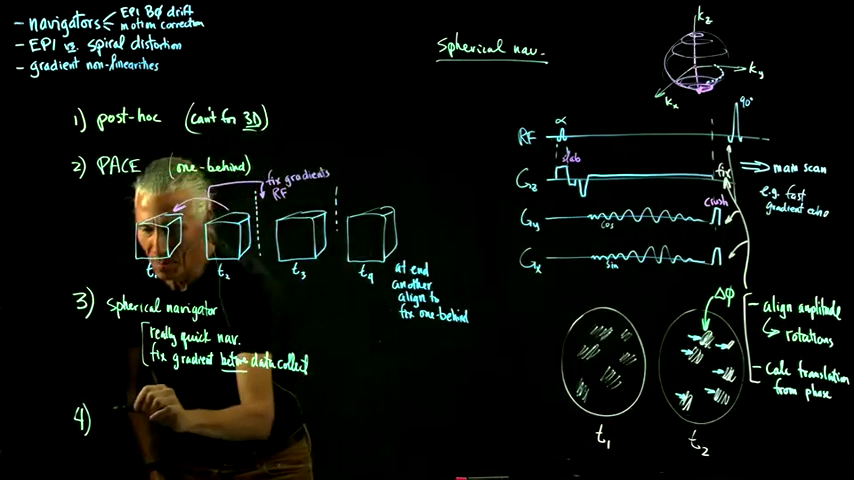 - navigators < EPI BØ drift
motion correction
- EPI vs. spiral distortion
- gradient non-linearities
1) post-hoc (can't for 3D)
2) PACE (one-behind)
fix gradients
RF
t1 t2 t3 t4
at end
another
align to
fix one-behind
3) spherical navigator
really quick nav.
fix gradient before data collect
4)
Spherical nav.
kz
ky
kx
RF α 90°
slab
Gz fix
⇒ main scan
e.g. fast
gradient echo
crush
Gy cos
Gx sin
Δϕ
- align amplitude
↳ rotations
- Calc translation
from phase
t1 t2